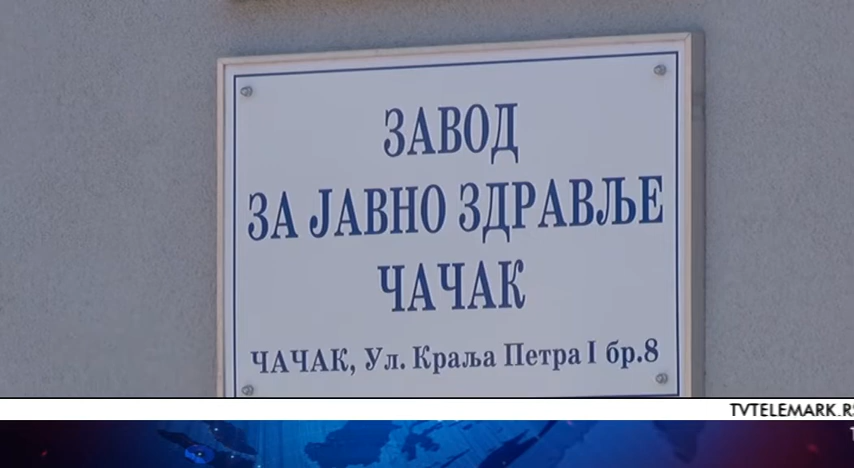 ЗАВОД
ЗА ЈАВНО ЗДРАВЉЕ
ЧАЧАК
ЧАЧАК, Ул. Краља Петра I бр.8